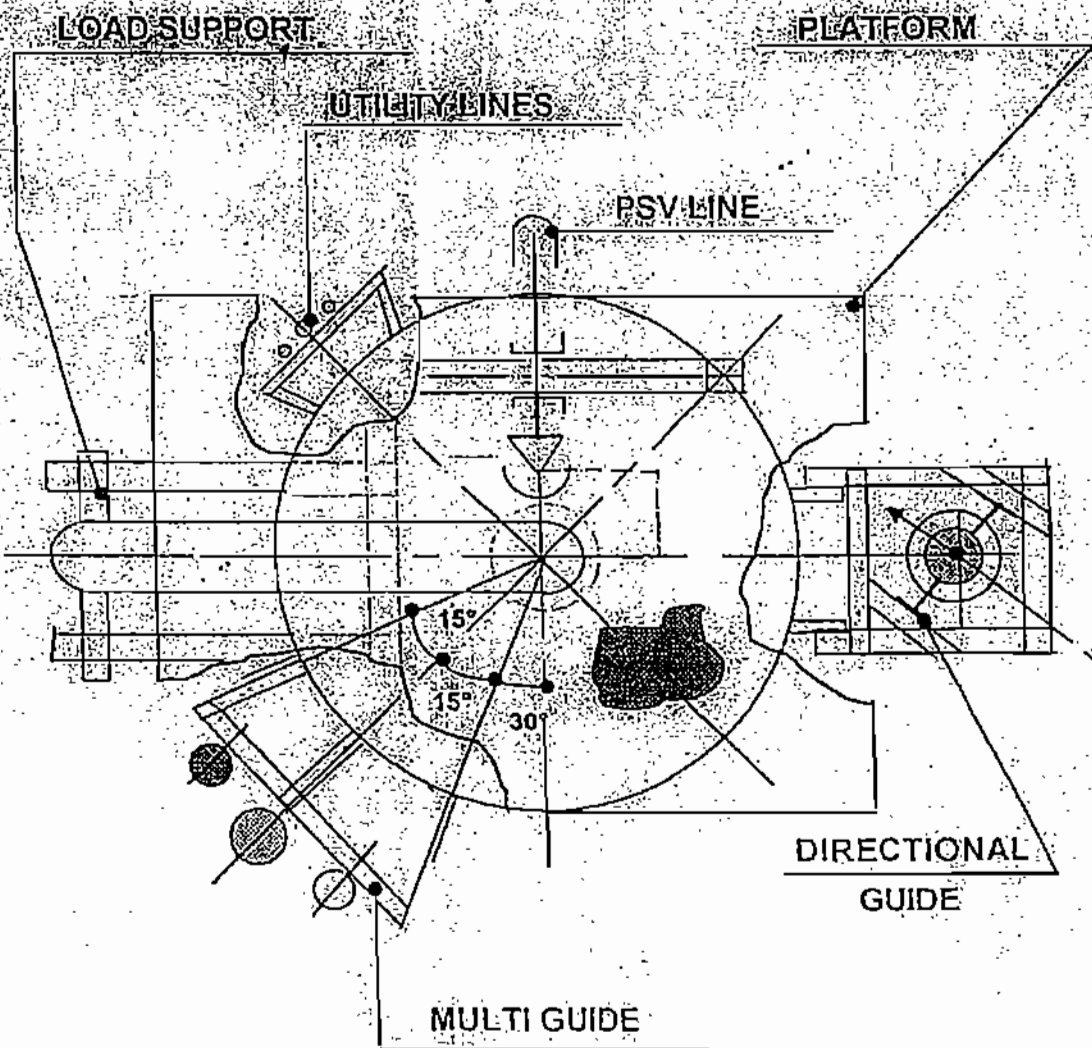 LOAD SUPPORT
PLATFORM
UTILITY LINES
PSV LINE
15°
15°
30°
DIRECTIONAL
GUIDE
MULTI GUIDE